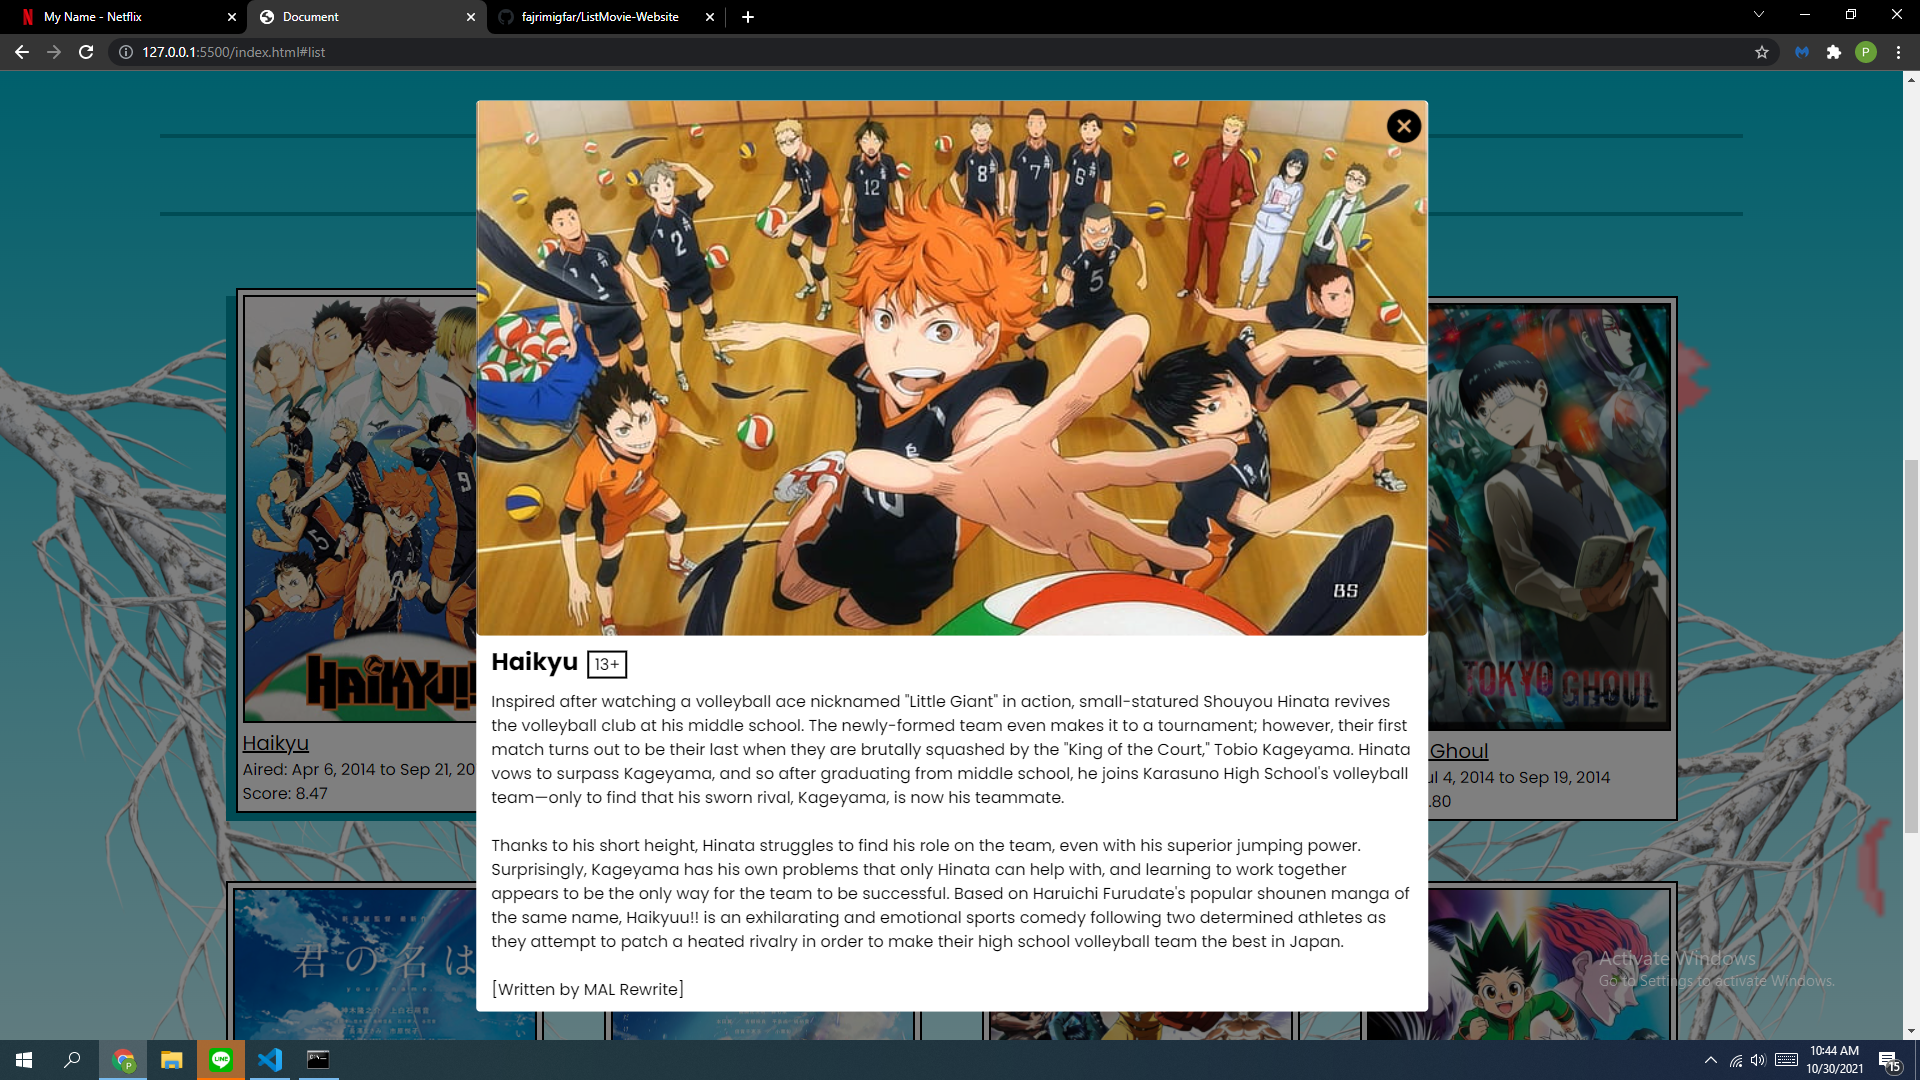 My Name - Netflix
Document
fajrimigfar/ListMovie-Website
127.0.0.1:5500/index.html#list
P
12
8
7
6
1
2
5
9
5
BS
HAIKYU!!
TOKYO GHOUL
Haikyu
Aired: Apr 6, 2014 to Sep 21, 20
Score: 8.47
Haikyu 13+
Inspired after watching a volleyball ace nicknamed "Little Giant" in action, small-statured Shouyou Hinata revives
the volleyball club at his middle school. The newly-formed team even makes it to a tournament; however, their first
match turns out to be their last when they are brutally squashed by the "King of the Court," Tobio Kageyama. Hinata
vows to surpass Kageyama, and so after graduating from middle school, he joins Karasuno High School's volleyball
team—only to find that his sworn rival, Kageyama, is now his teammate.
Thanks to his short height, Hinata struggles to find his role on the team, even with his superior jumping power.
Surprisingly, Kageyama has his own problems that only Hinata can help with, and learning to work together
appears to be the only way for the team to be successful. Based on Haruichi Furudate's popular shounen manga of
the same name, Haikyuu!! is an exhilarating and emotional sports comedy following two determined athletes as
they attempt to patch a heated rivalry in order to make their high school volleyball team the best in Japan.
[Written by MAL Rewrite]
Ghoul
ul 4, 2014 to Sep 19, 2014
.80
君の名は
Activate Windows
Go to Settings to activate Windows.
LINE
10:44 AM
10/30/2021
15